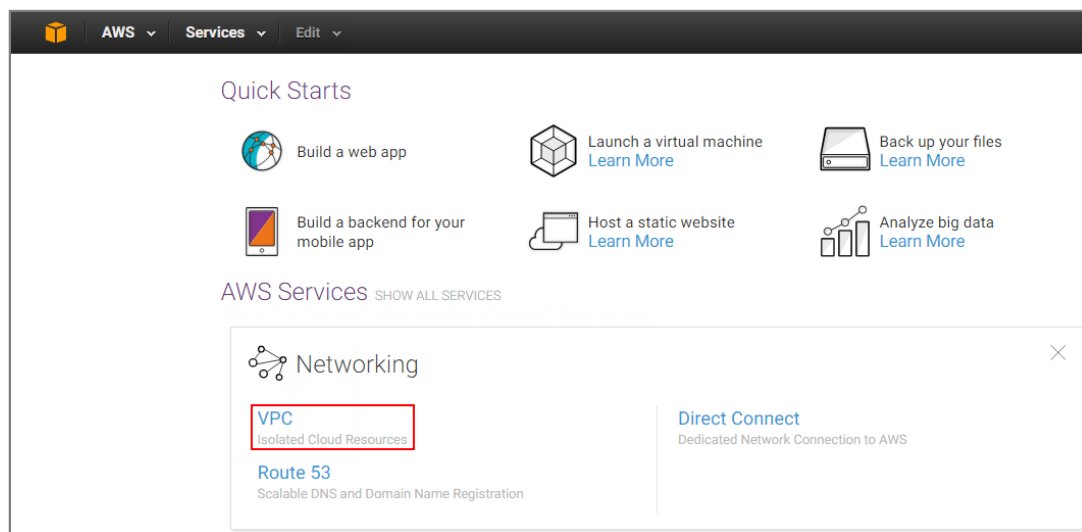 AWS Services Edit
Quick Starts
Build a web app
Launch a virtual machine
Learn More
Back up your files
Learn More
Build a backend for your
mobile app
Host a static website
Learn More
Analyze big data
Learn More
AWS Services SHOW ALL SERVICES
Networking
VPC
Isolated Cloud Resources
Direct Connect
Dedicated Network Connection to AWS
Route 53
Scalable DNS and Domain Name Registration